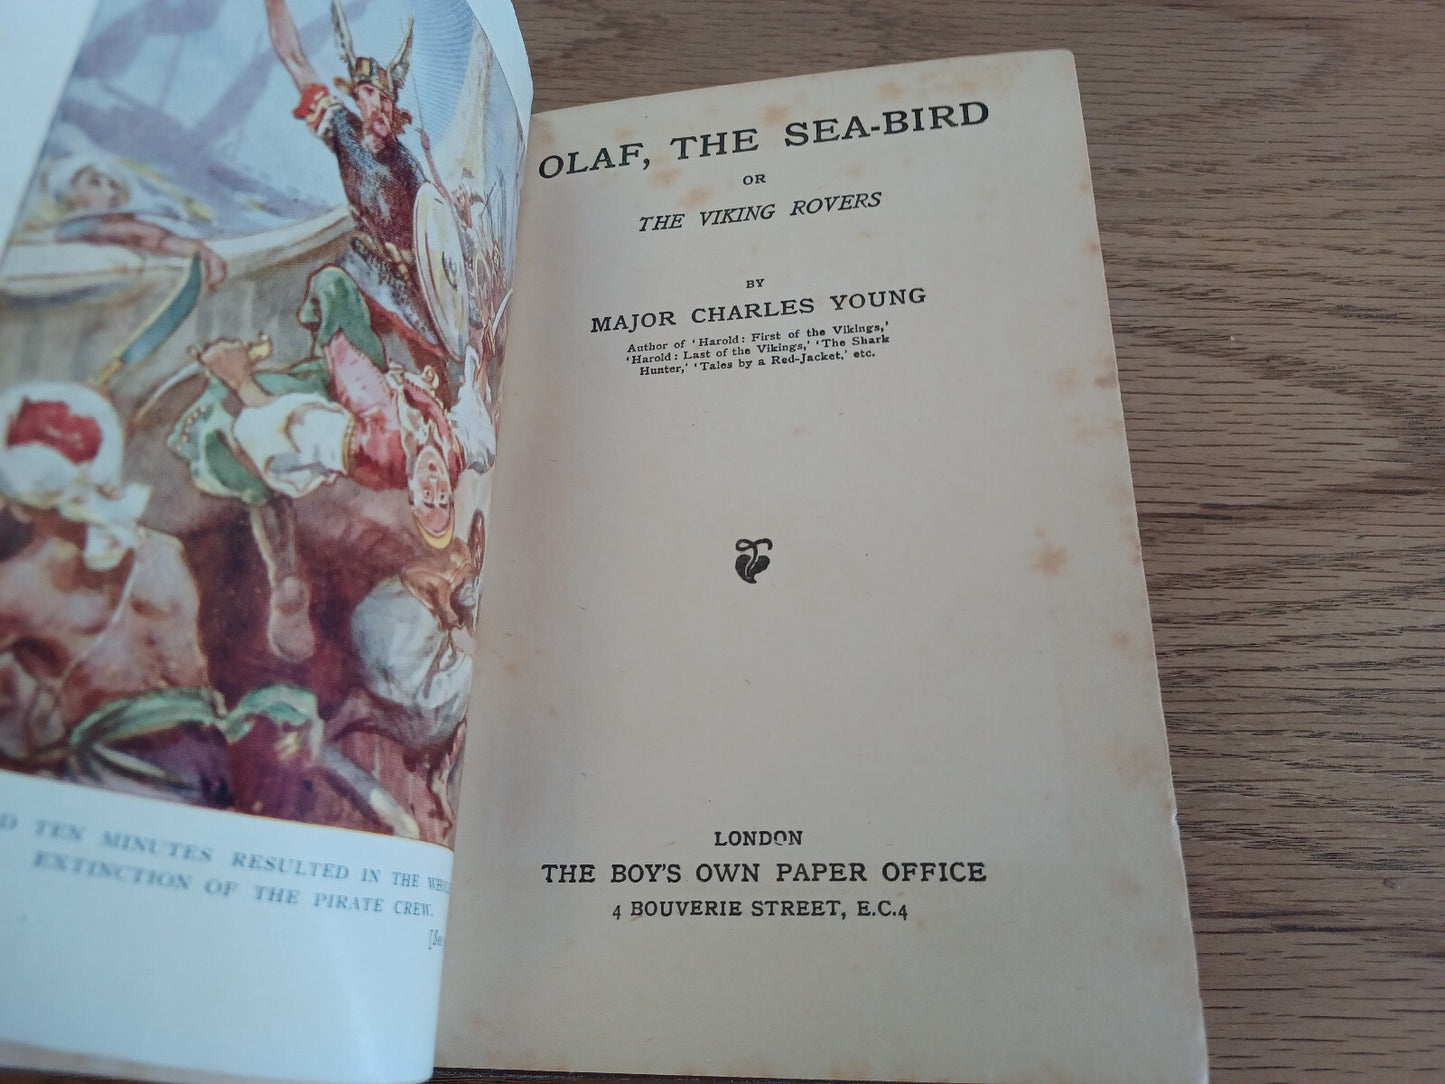 TEN MINUTES RESULTED IN THE
EXTINCTION OF THE PIRATE CREW.
OLAF, THE SEA-BIRD
OR
THE VIKING ROVERS
BY
MAJOR CHARLES YOUNG
Author of 'Harold: First of the Vikings,'
'Harold: Last of the Vikings,' 'The Shark
Hunter,' 'Tales by a Red-Jacket,' etc.
LONDON
THE BOY'S OWN PAPER OFFICE
4 BOUVERIE STREET, E.C.4